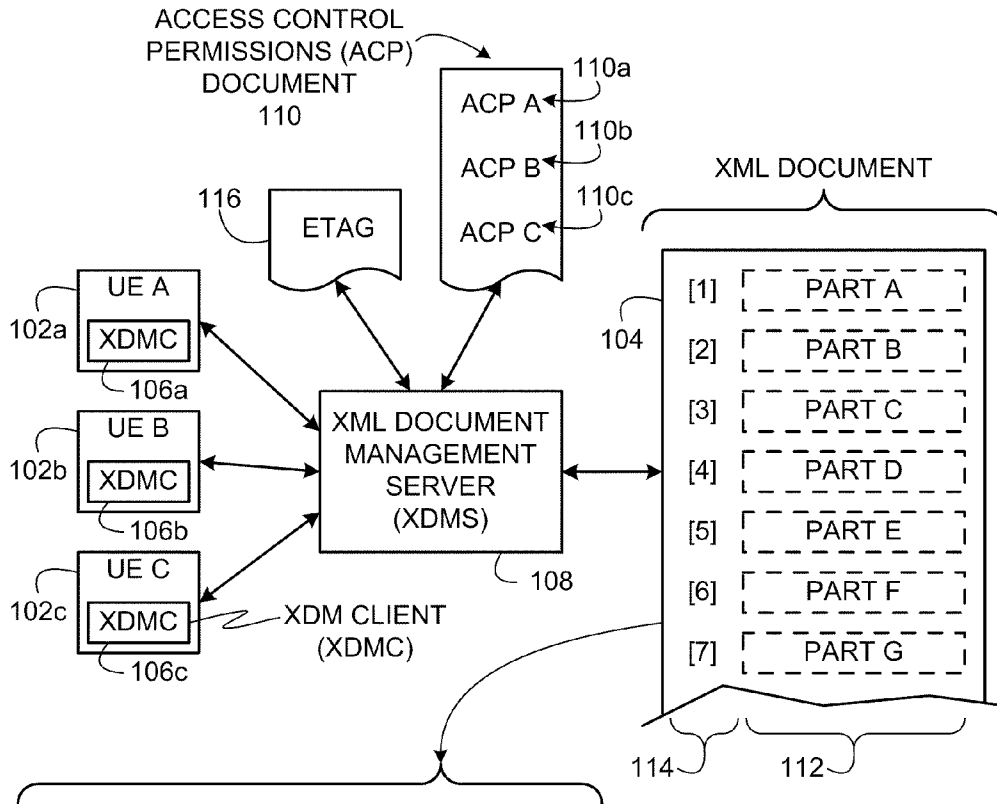 ACCESS CONTROL
PERMISSIONS (ACP)
DOCUMENT
110
ACP A
110a
ACP B
110b
ACP C
110c
116
ETAG
XML DOCUMENT
UE A
XDMC
102a
106a
UE B
XDMC
102b
106b
UE C
XDMC
102c
106c
XDM CLIENT
(XDMC)
XML DOCUMENT
MANAGEMENT
SERVER
(XDMS)
108
104
[1] PART A
[2] PART B
[3] PART C
[4] PART D
[5] PART E
[6] PART F
[7] PART G
114
112